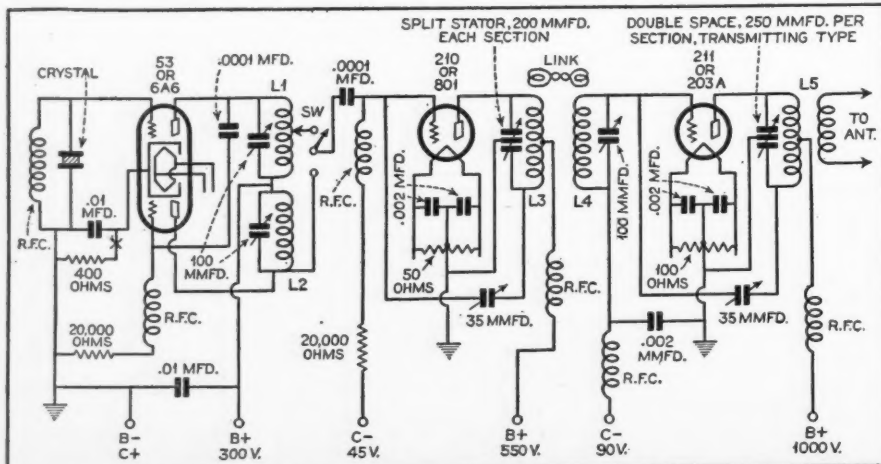 SPLIT STATOR, 200 MMFD.
EACH SECTION
DOUBLE SPACE, 250 MMFD. PER
SECTION, TRANSMITTING TYPE
CRYSTAL
53
OR
6A6
.0001 MFD.
L1
.0001
MFD.
SW
210
OR
801
LINK
211
OR
203A
L5
TO
ANT.
.01
MFD.
R.F.C.
400
OHMS
100
MMFD.
L2
R.F.C.
.002 MFD.
L3
L4
100 MMFD.
.002 MFD.
20,000
OHMS
R.F.C.
50
OHMS
35 MMFD.
R.F.C.
100
OHMS
35 MMFD.
R.F.C.
.01 MFD.
20,000
OHMS
.002
MMFD.
R.F.C.
B-
C+
B+
300 V.
C-
45 V.
B+
550 V.
C-
90 V.
B+
1000 V.